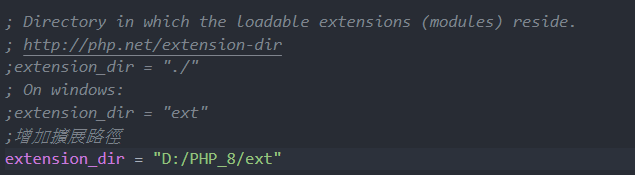 ; Directory in which the loadable extensions (modules) reside.
; http://php.net/extension-dir
;extension_dir = "./"
; On windows:
;extension_dir = "ext"
;增加擴展路徑
extension_dir = "D:/PHP_8/ext"